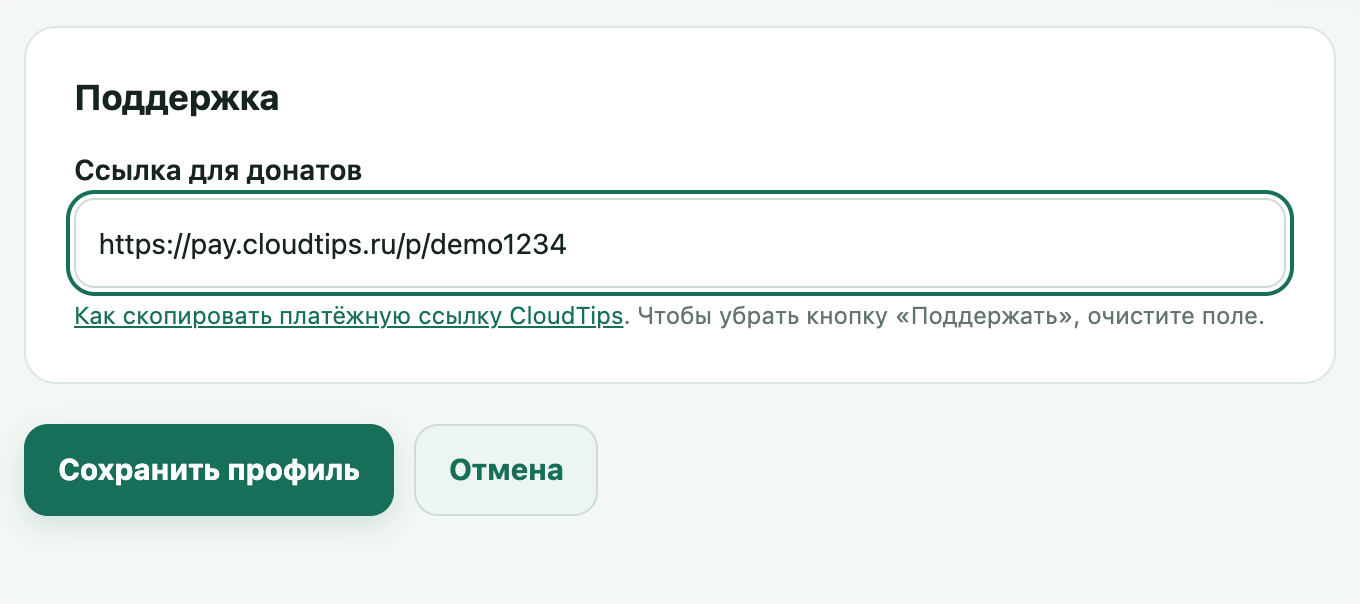 Поддержка
Ссылка для донатов
https://pay.cloudtips.ru/p/demo1234
Как скопировать платёжную ссылку CloudTips. Чтобы убрать кнопку «Поддержать», очистите поле.
Сохранить профиль
Отмена